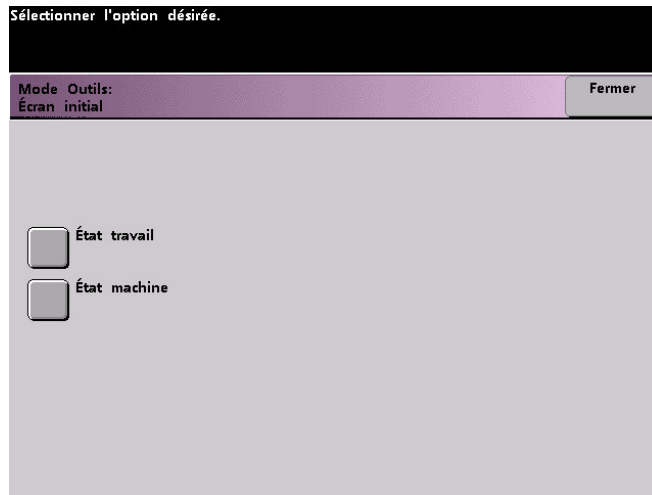 Sélectionner l'option désirée.
Mode Outils:
Écran initial
Fermer
État travail
État machine